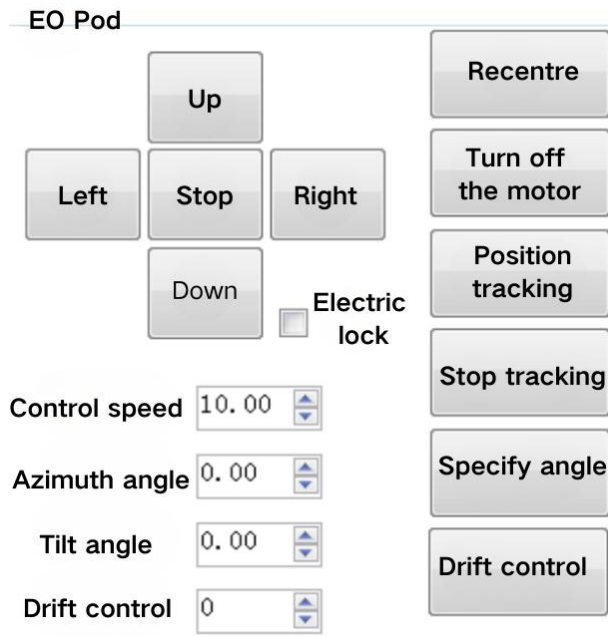 EO Pod
Up
Left
Stop
Right
Down
Electric
lock
Control speed
10.00
Azimuth angle
0.00
Tilt angle
0.00
Drift control
0
Recentre
Turn off
the motor
Position
tracking
Stop tracking
Specify angle
Drift control